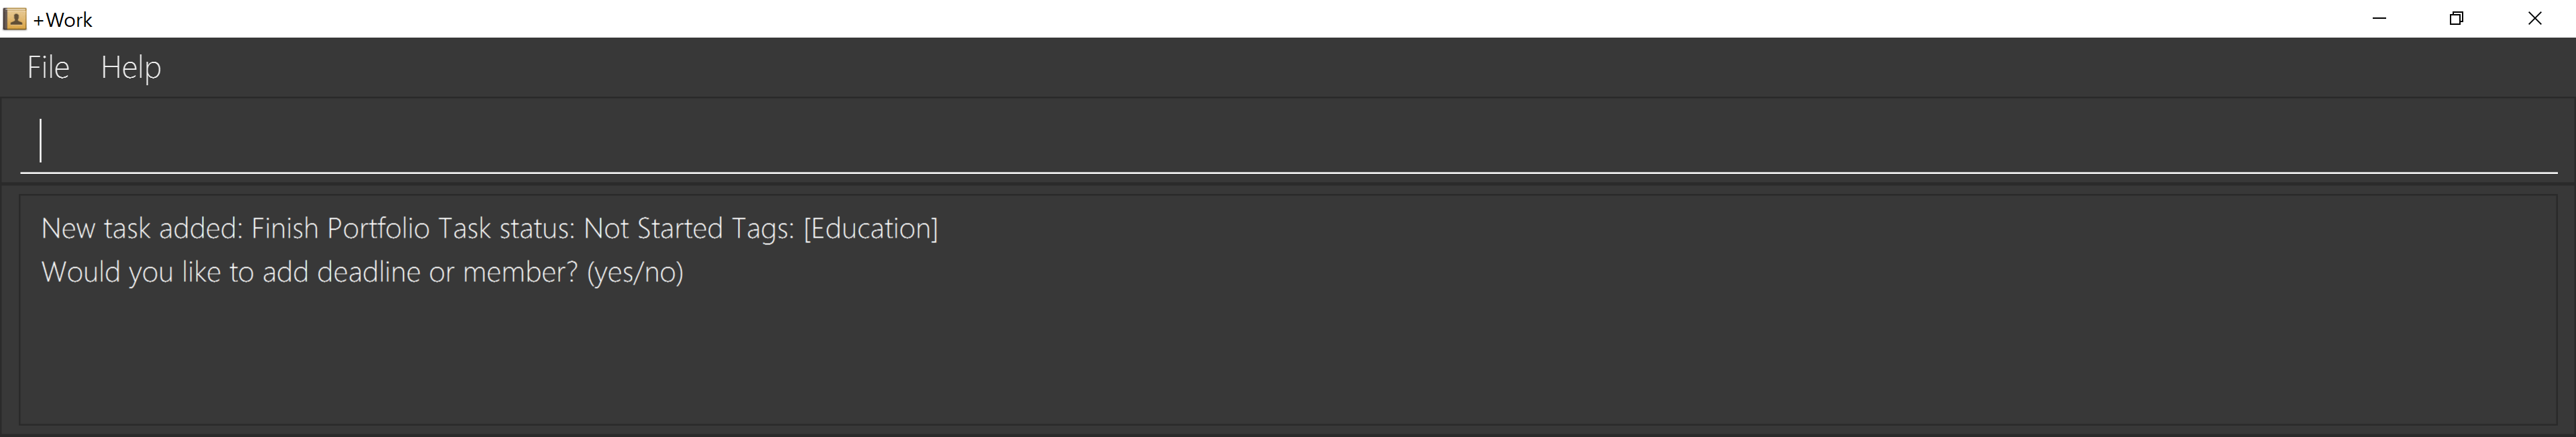 +Work
File Help
New task added: Finish Portfolio Task status: Not Started Tags: [Education]
Would you like to add deadline or member? (yes/no)